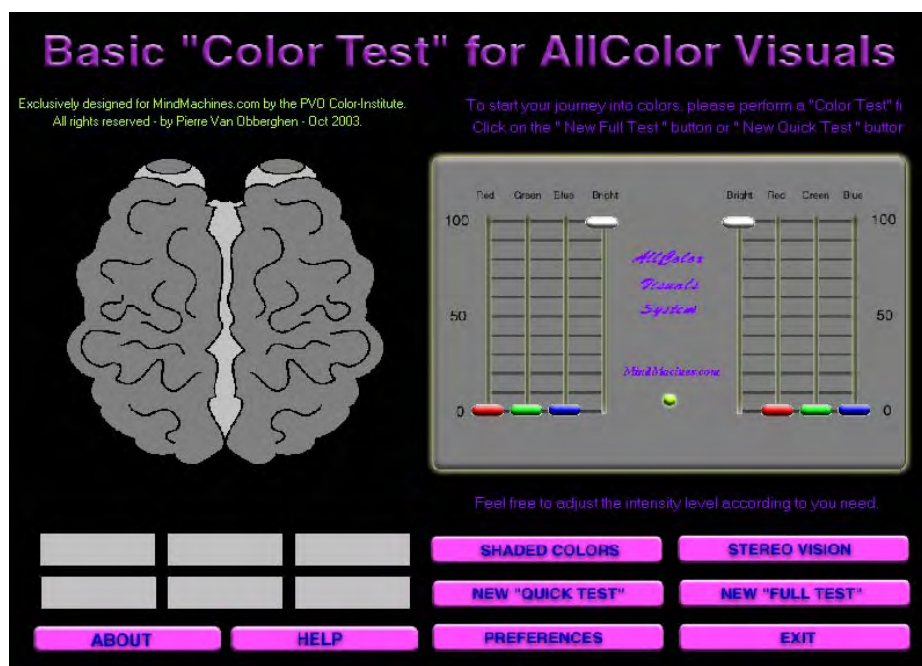 Basic "Color Test" for AllColor Visuals
Exclusively designed for MindMachines.com by the PVO Color-Institute.
All rights reserved - by Pierre Van Obberghen - Oct 2003.
To start your journey into colors, please perform a "Color Test" fi
Click on the " New Full Test " button or " New Quick Test " buttor
Red Green Blue Bright
Bright Red Green Blue
100 100
AllColor
Visuals
System
50 50
MindMachines.com
0 0
Feel free to adjust the intensity level according to you need.
SHADED COLORS STEREO VISION
NEW "QUICK TEST" NEW "FULL TEST"
ABOUT HELP PREFERENCES EXIT